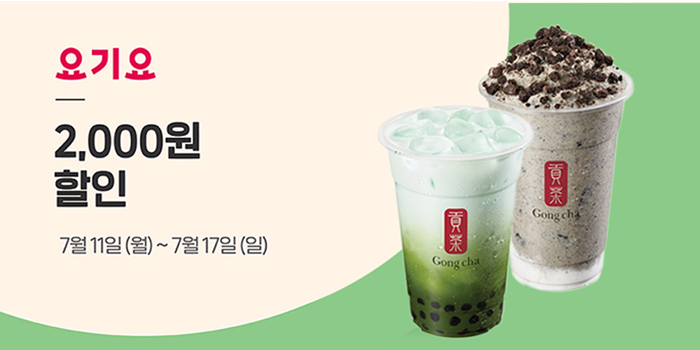 요기요
2,000원
할인
7월 11일 (월) ~ 7월 17일 (일)
貢茶
Gong cha
貢茶
Gong cha